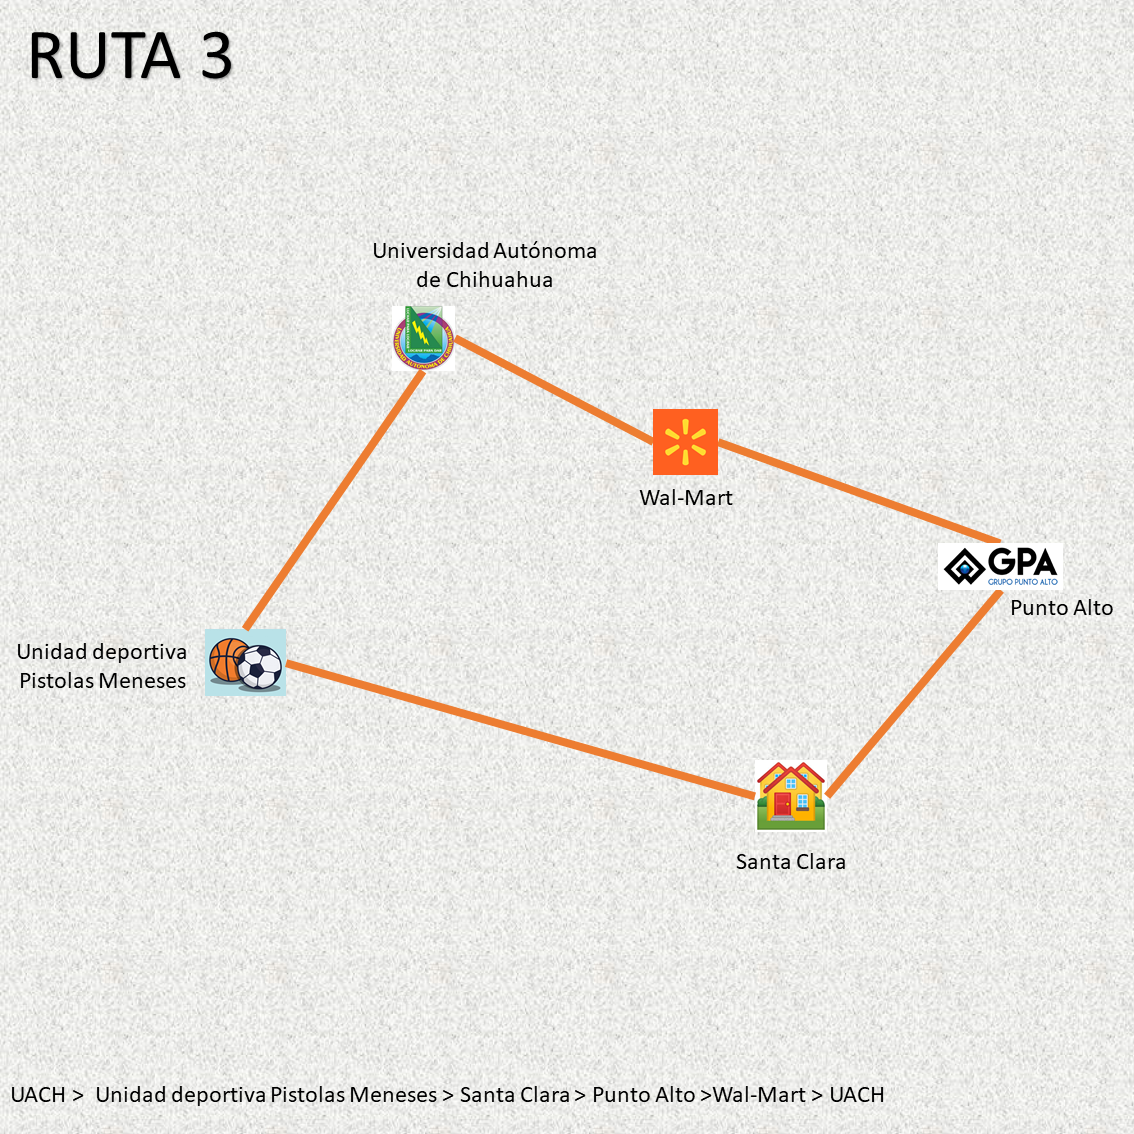 RUTA 3
Universidad Autónoma
de Chihuahua
Wal-Mart
GPA
GRUPO PUNTO ALTO
Punto Alto
Unidad deportiva
Pistolas Meneses
Santa Clara
UACH > Unidad deportiva Pistolas Meneses > Santa Clara > Punto Alto >Wal-Mart > UACH